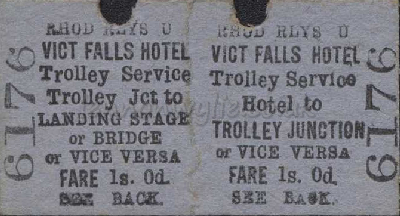 RHOD RLYS U
VICT FALLS HOTEL
Trolley Service
Trolley Jct to
LANDING STAGE
or BRIDGE
or VICE VERSA
FARE 1s. 0d.
SEE BACK.
6176
RHOD RLYS U
VICT FALLS HOTEL
Trolley Service
Hotel to
TROLLEY JUNCTION
or VICE VERSA
FARE 1s. 0d.
SEE BACK.
6176